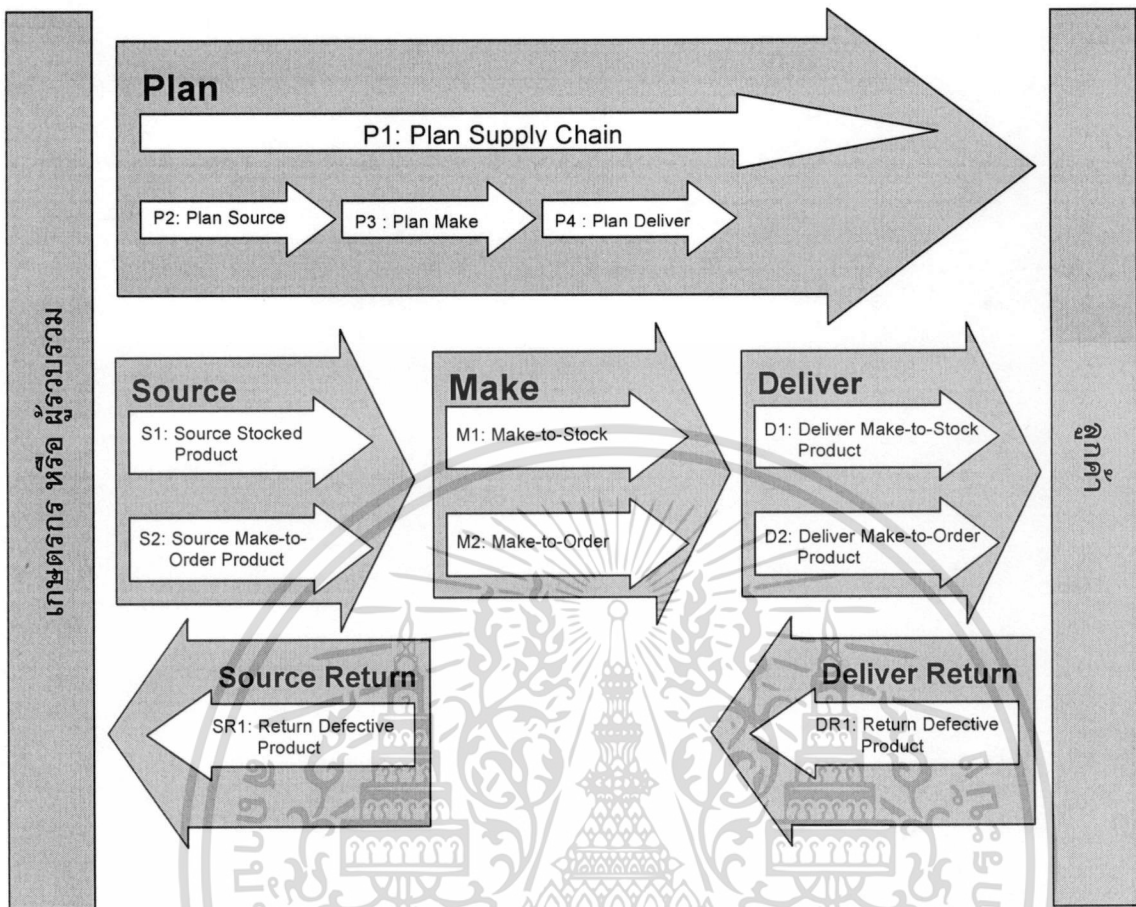 เกษตรกร หรือ ผู้รวบรวม
Plan
P1: Plan Supply Chain
P2: Plan Source
P3 : Plan Make
P4 : Plan Deliver
Source
S1: Source Stocked
Product
S2: Source Make-to-
Order Product
Make
M1: Make-to-Stock
M2: Make-to-Order
Deliver
D1: Deliver Make-to-Stock
Product
D2: Deliver Make-to-Order
Product
Source Return
SR1: Return Defective
Product
Deliver Return
DR1: Return Defective
Product
ลูกค้า